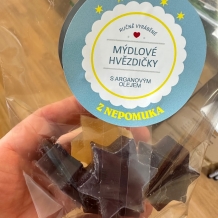 RUČNĚ VYRÁBĚNÉ
MÝDLOVÉ
HVĚZDIČKY
S ARGANOVÝM
OLEJEM
Z NEPOMUKA